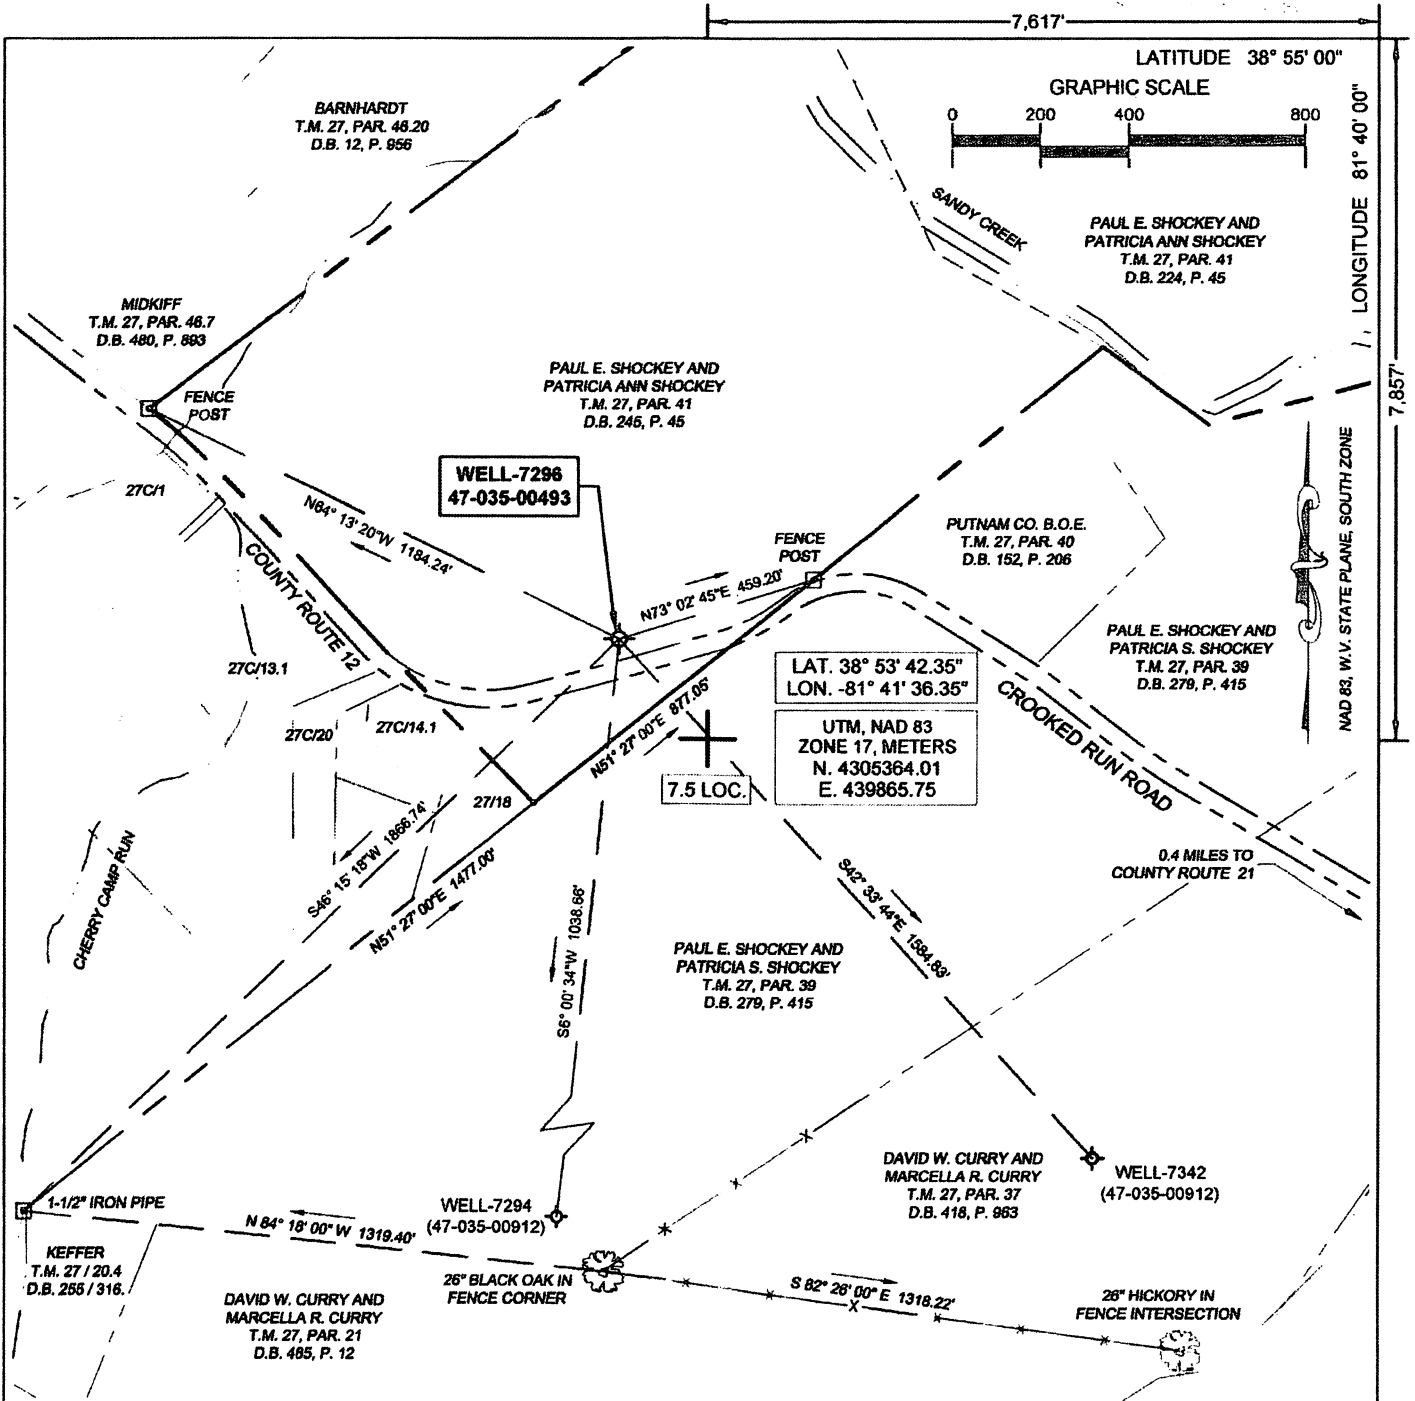 7,617'
LATITUDE 38° 55' 00"
GRAPHIC SCALE
0 200 400 800
LONGITUDE 81° 40' 00"
7,857'
BARNHARDT
T.M. 27, PAR. 46.20
D.B. 12, P. 956
SANDY CREEK
PAUL E. SHOCKEY AND
PATRICIA ANN SHOCKEY
T.M. 27, PAR. 41
D.B. 224, P. 45
MIDKIFF
T.M. 27, PAR. 46.7
D.B. 480, P. 893
FENCE
POST
PAUL E. SHOCKEY AND
PATRICIA ANN SHOCKEY
T.M. 27, PAR. 41
D.B. 245, P. 45
WELL-7296
47-035-00493
27C/1
N64° 13' 20"W 1184.24'
COUNTY ROUTE 12
FENCE
POST
N73° 02' 45"E 459.20'
PUTNAM CO. B.O.E.
T.M. 27, PAR. 40
D.B. 152, P. 206
NAD 83, W.V. STATE PLANE, SOUTH ZONE
PAUL E. SHOCKEY AND
PATRICIA S. SHOCKEY
T.M. 27, PAR. 39
D.B. 279, P. 415
27C/13.1
27C/20
27C/14.1
LAT. 38° 53' 42.35"
LON. -81° 41' 36.35"
UTM, NAD 83
ZONE 17, METERS
N. 4305364.01
E. 439865.75
CROOKED RUN ROAD
N51° 27' 00"E 877.05'
7.5 LOC.
27/18
S46° 15' 18"W 1866.74'
N51° 27' 00"E 1477.00'
CHERRY CAMP RUN
0.4 MILES TO
COUNTY ROUTE 21
S42° 33' 44"E 1584.83'
S6° 00' 34"W 1038.66'
PAUL E. SHOCKEY AND
PATRICIA S. SHOCKEY
T.M. 27, PAR. 39
D.B. 279, P. 415
DAVID W. CURRY AND
MARCELLA R. CURRY
T.M. 27, PAR. 37
D.B. 418, P. 963
WELL-7342
(47-035-00912)
1-1/2" IRON PIPE
WELL-7294
(47-035-00912)
N 84° 18' 00" W 1319.40'
KEFFER
T.M. 27 / 20.4
D.B. 255 / 316.
26" BLACK OAK IN
FENCE CORNER
S 82° 26' 00" E 1318.22'
26" HICKORY IN
FENCE INTERSECTION
DAVID W. CURRY AND
MARCELLA R. CURRY
T.M. 27, PAR. 21
D.B. 465, P. 12